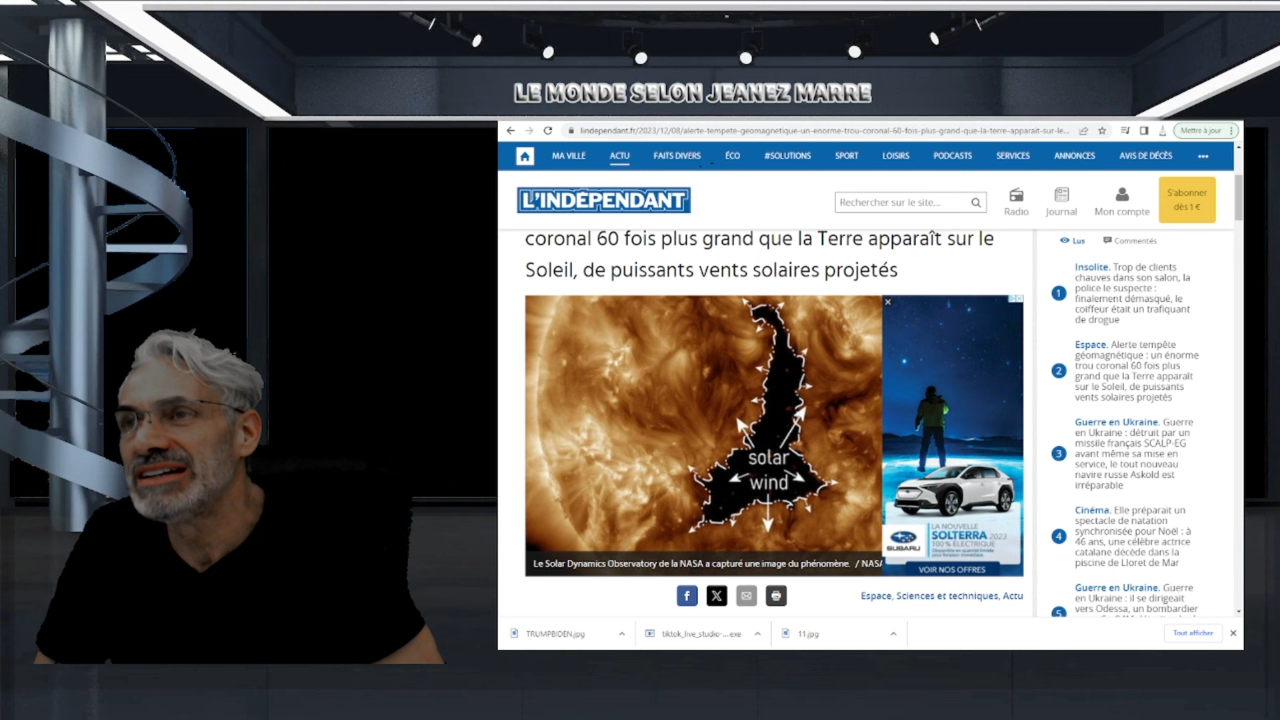 LE MONDE SELON JEANEZ MARRE
lindependant.fr/2023/12/08/alerte-tempete-geomagnetique-un-enorme-trou-coronal-60-fois-plus-grand-que-la-terre-apparait-sur-le...
Mettre à jour
MA VILLE ACTU FAITS DIVERS ÉCO #SOLUTIONS SPORT LOISIRS PODCASTS SERVICES ANNONCES AVIS DE DÉCÈS
L'INDÉPENDANT
Rechercher sur le site...
Radio
Journal
Mon compte
S'abonner
dès 1 €
coronal 60 fois plus grand que la Terre apparaît sur le
Soleil, de puissants vents solaires projetés
solar
wind
Le Solar Dynamics Observatory de la NASA a capturé une image du phénomène. / NASA
SUBARU
LA NOUVELLE
SOLTERRA 2023
100% ÉLECTRIQUE
VOIR NOS OFFRES
Espace, Sciences et techniques, Actu
Lus Commentés
1
Insolite. Trop de clients
chauves dans son salon, la
police le suspecte :
finalement démasqué, le
coiffeur était un trafiquant
de drogue
2
Espace. Alerte tempête
géomagnétique : un énorme
trou coronal 60 fois plus
grand que la Terre apparaît
sur le Soleil, de puissants
vents solaires projetés
3
Guerre en Ukraine. Guerre
en Ukraine : détruit par un
missile français SCALP-EG
avant même sa mise en
service, le tout nouveau
navire russe Askold est
irréparable
4
Cinéma. Elle préparait un
spectacle de natation
synchronisée pour Noël : à
46 ans, une célèbre actrice
catalane décède dans la
piscine de Lloret de Mar
5
Guerre en Ukraine. Guerre
en Ukraine : il se dirigeait
vers Odessa, un bombardier
TRUMPBIDEN.jpg
tiktok_live_studio-....exe
11.jpg
Tout afficher